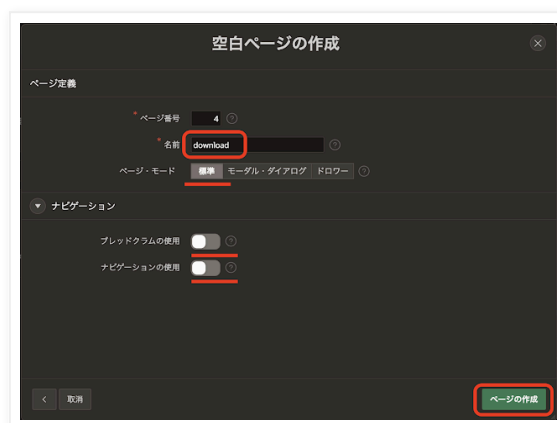 空白ページの作成
ページ定義
* ページ番号 4
* 名前 download
ページ・モード 標準 モーダル・ダイアログ ドロワー
ナビゲーション
ブレッドクラムの使用
ナビゲーションの使用
取消 ページの作成